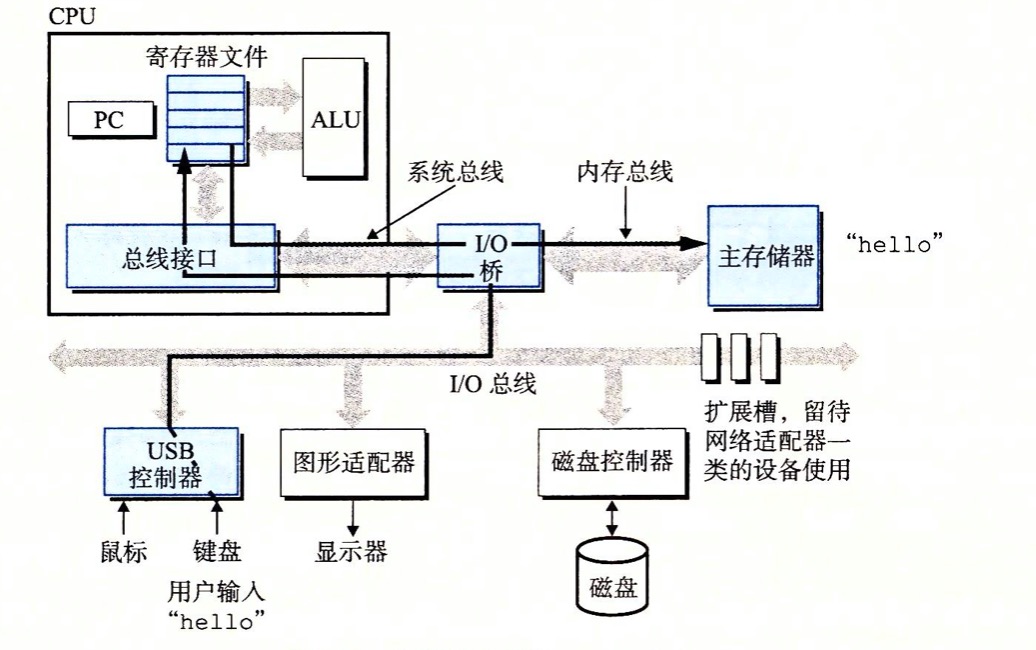 CPU
寄存器文件
PC
ALU
系统总线
内存总线
总线接口
I/O
桥
主存储器
“hello”
I/O 总线
扩展槽，留待
网络适配器一
类的设备使用
USB
控制器
图形适配器
磁盘控制器
鼠标
键盘
显示器
磁盘
用户输入
“hello”